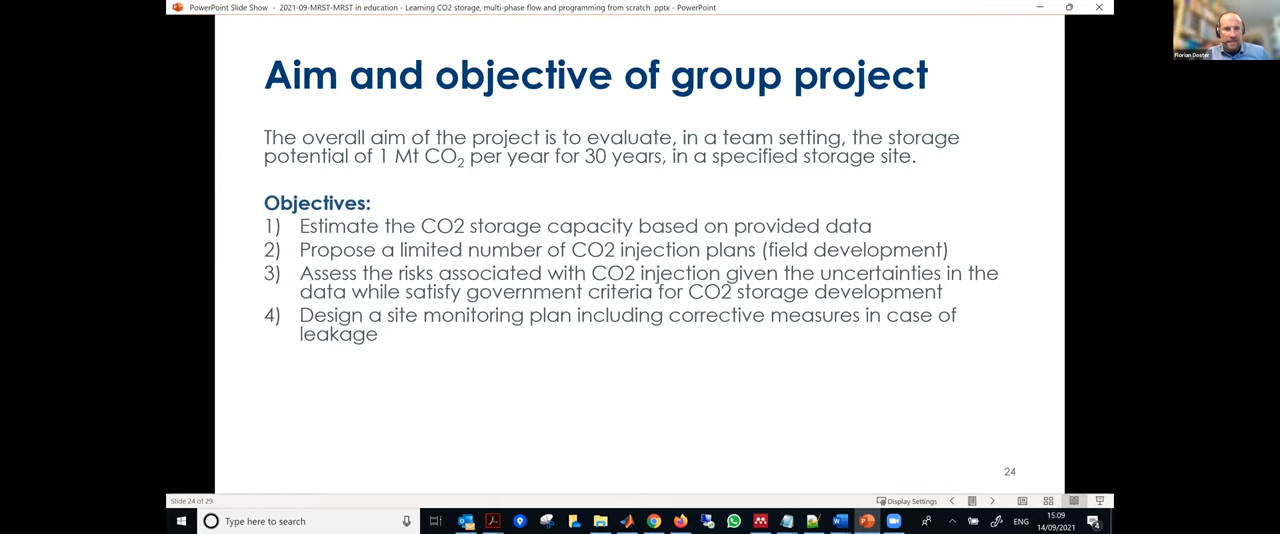 PowerPoint Slide Show - 2021-09-MRST-MRST in education - Learning CO2 storage, multi-phase flow and programming from scratch .pptx - PowerPoint
Florian Doster
Aim and objective of group project
The overall aim of the project is to evaluate, in a team setting, the storage
potential of 1 Mt CO2 per year for 30 years, in a specified storage site.
Objectives:
1) Estimate the CO2 storage capacity based on provided data
2) Propose a limited number of CO2 injection plans (field development)
3) Assess the risks associated with CO2 injection given the uncertainties in the
data while satisfy government criteria for CO2 storage development
4) Design a site monitoring plan including corrective measures in case of
leakage
24
Slide 24 of 29
Display Settings
Type here to search
ENG
15:09
14/09/2021
4